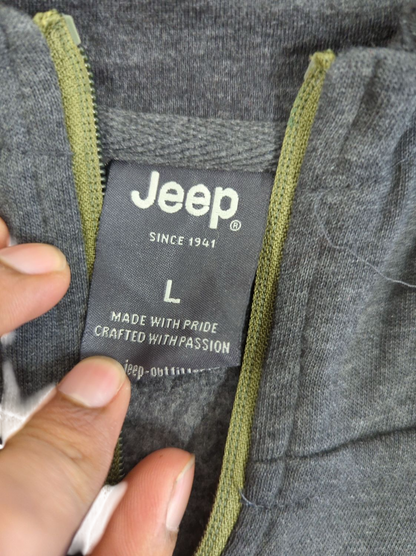 Jeep®
SINCE 1941
L
MADE WITH PRIDE
CRAFTED WITH PASSION